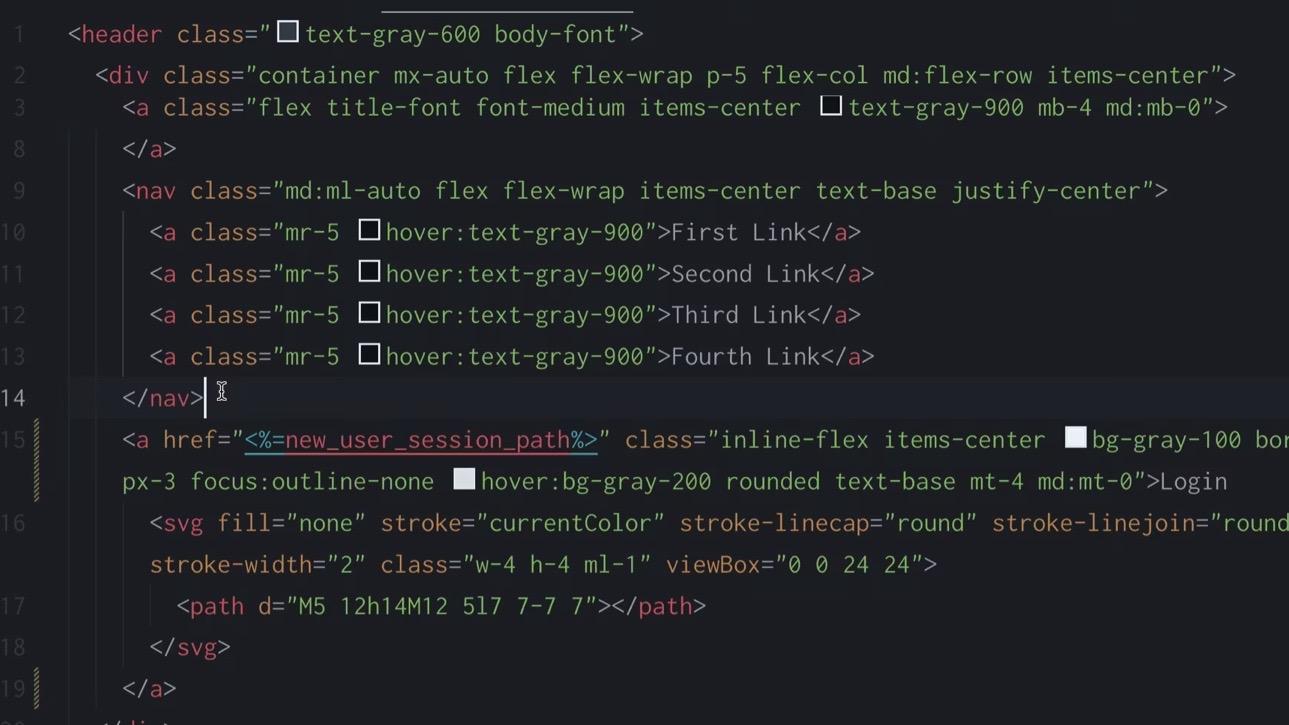 1 <header class="text-gray-600 body-font">
2 <div class="container mx-auto flex flex-wrap p-5 flex-col md:flex-row items-center">
3 <a class="flex title-font font-medium items-center text-gray-900 mb-4 md:mb-0">
8 </a>
9 <nav class="md:ml-auto flex flex-wrap items-center text-base justify-center">
10 <a class="mr-5 hover:text-gray-900">First Link</a>
11 <a class="mr-5 hover:text-gray-900">Second Link</a>
12 <a class="mr-5 hover:text-gray-900">Third Link</a>
13 <a class="mr-5 hover:text-gray-900">Fourth Link</a>
14 </nav>
15 <a href="<%=new_user_session_path%>" class="inline-flex items-center bg-gray-100
px-3 focus:outline-none hover:bg-gray-200 rounded text-base mt-4 md:mt-0">Login
16 <svg fill="none" stroke="currentColor" stroke-linecap="round" stroke-linejoin="round
stroke-width="2" class="w-4 h-4 ml-1" viewBox="0 0 24 24">
17 <path d="M5 12h14M12 5l7 7-7 7"></path>
18 </svg>
19 </a>